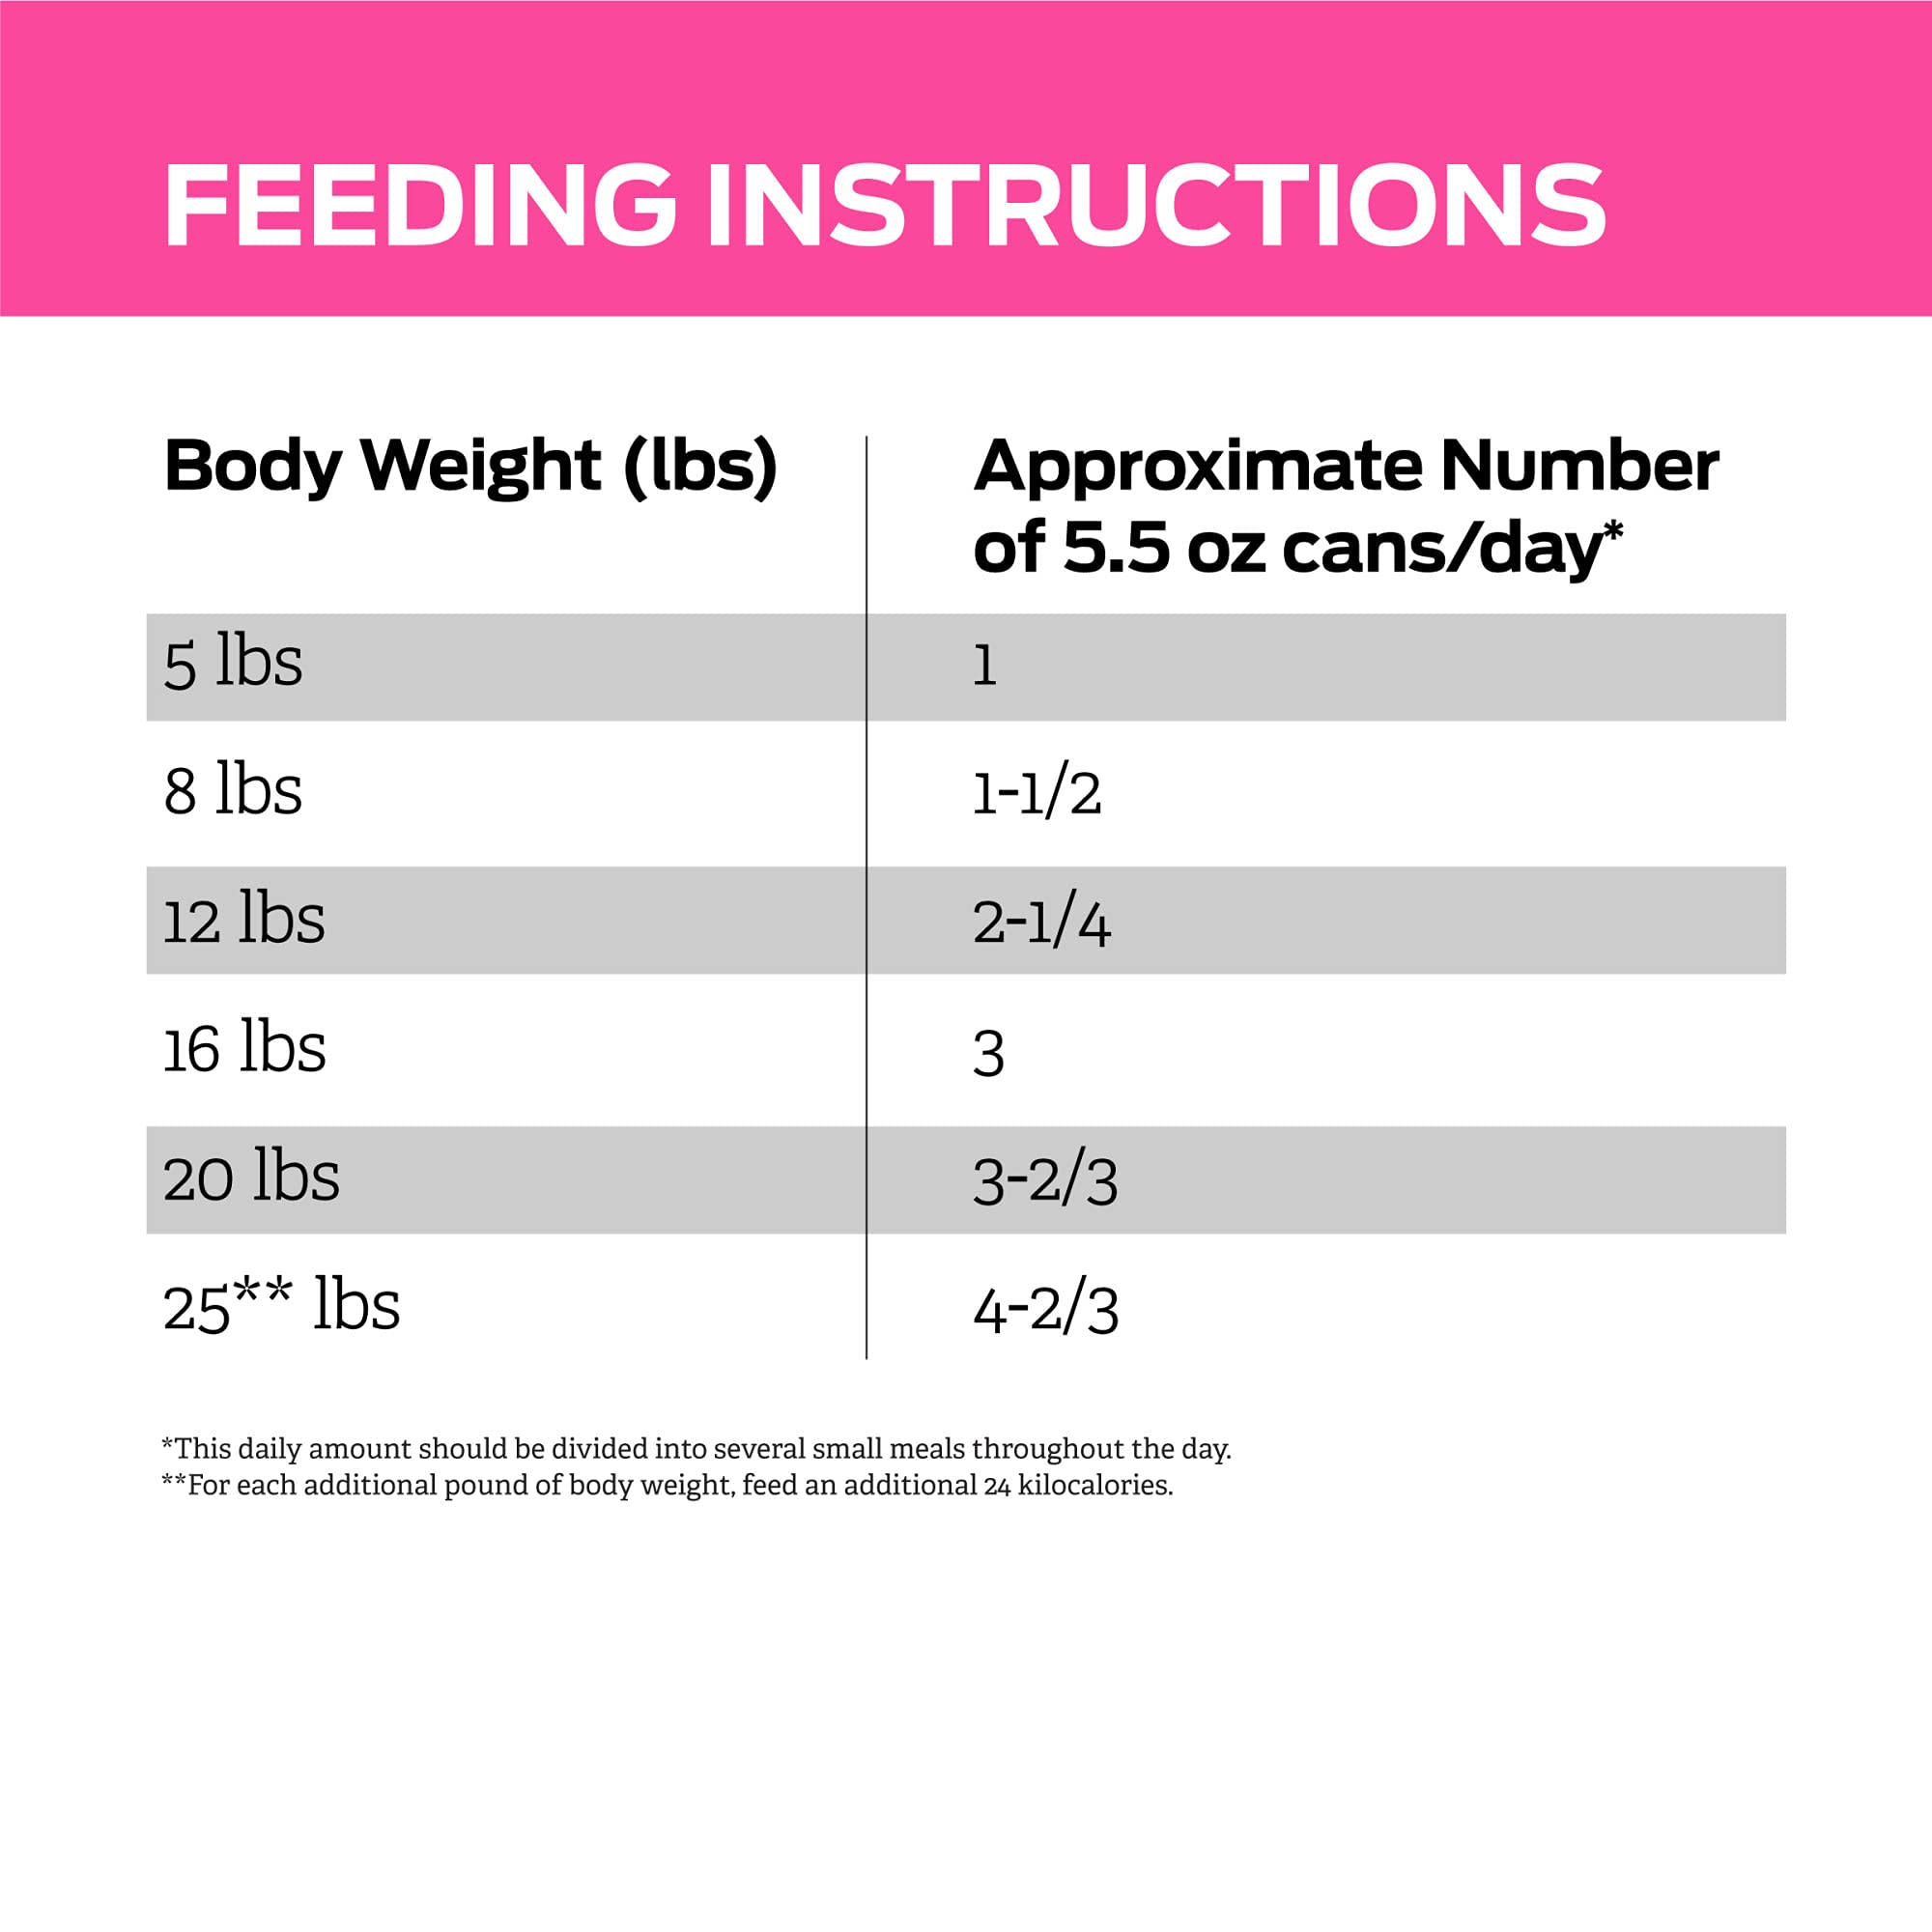 FEEDING INSTRUCTIONS
Body Weight (lbs)
Approximate Number
of 5.5 oz cans/day*
5 lbs 1
8 lbs 1-1/2
12 lbs 2-1/4
16 lbs 3
20 lbs 3-2/3
25** lbs 4-2/3
*This daily amount should be divided into several small meals throughout the day.
**For each additional pound of body weight, feed an additional 24 kilocalories.